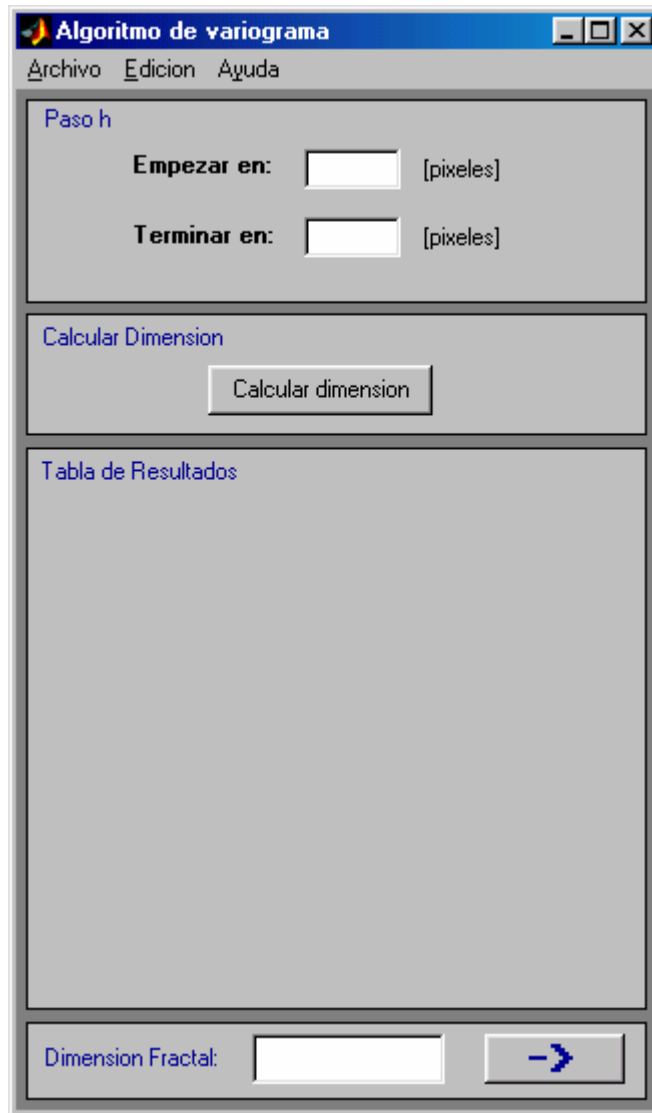 Algoritmo de variograma
Archivo Edicion Ayuda
Paso h
Empezar en: [pixeles]
Terminar en: [pixeles]
Calcular Dimension
Calcular dimension
Tabla de Resultados
Dimension Fractal: ->